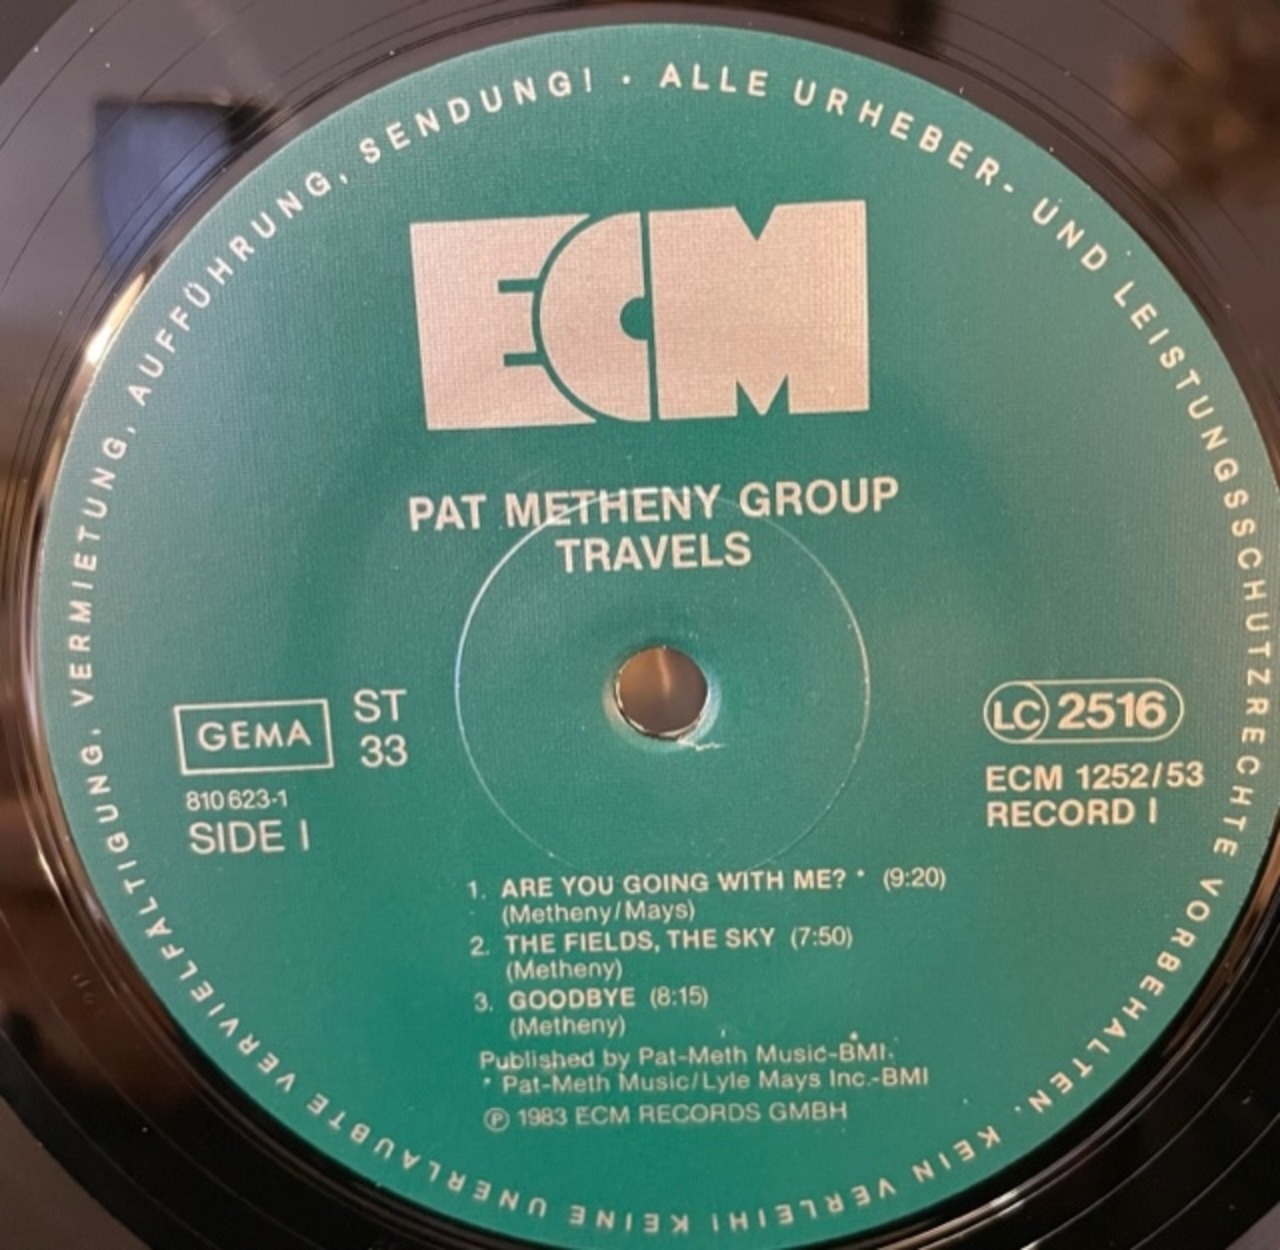 ALLE URHEBER- UND LEISTUNGSSCHUTZRECHTE VORBEHALTEN. KEIN VERLEIH! KEINE UNERLAUBTE VERVIELFÄLTIGUNG, VERMIETUNG, AUFFÜHRUNG, SENDUNG! ·
ECM
PAT METHENY GROUP
TRAVELS
GEMA
ST
33
810 623-1
SIDE I
LC 2516
ECM 1252/53
RECORD I
1. ARE YOU GOING WITH ME? * (9:20)
(Metheny/Mays)
2. THE FIELDS, THE SKY (7:50)
(Metheny)
3. GOODBYE (8:15)
(Metheny)
Published by Pat-Meth Music-BMI.
* Pat-Meth Music/Lyle Mays Inc.-BMI
Ⓟ 1983 ECM RECORDS GMBH